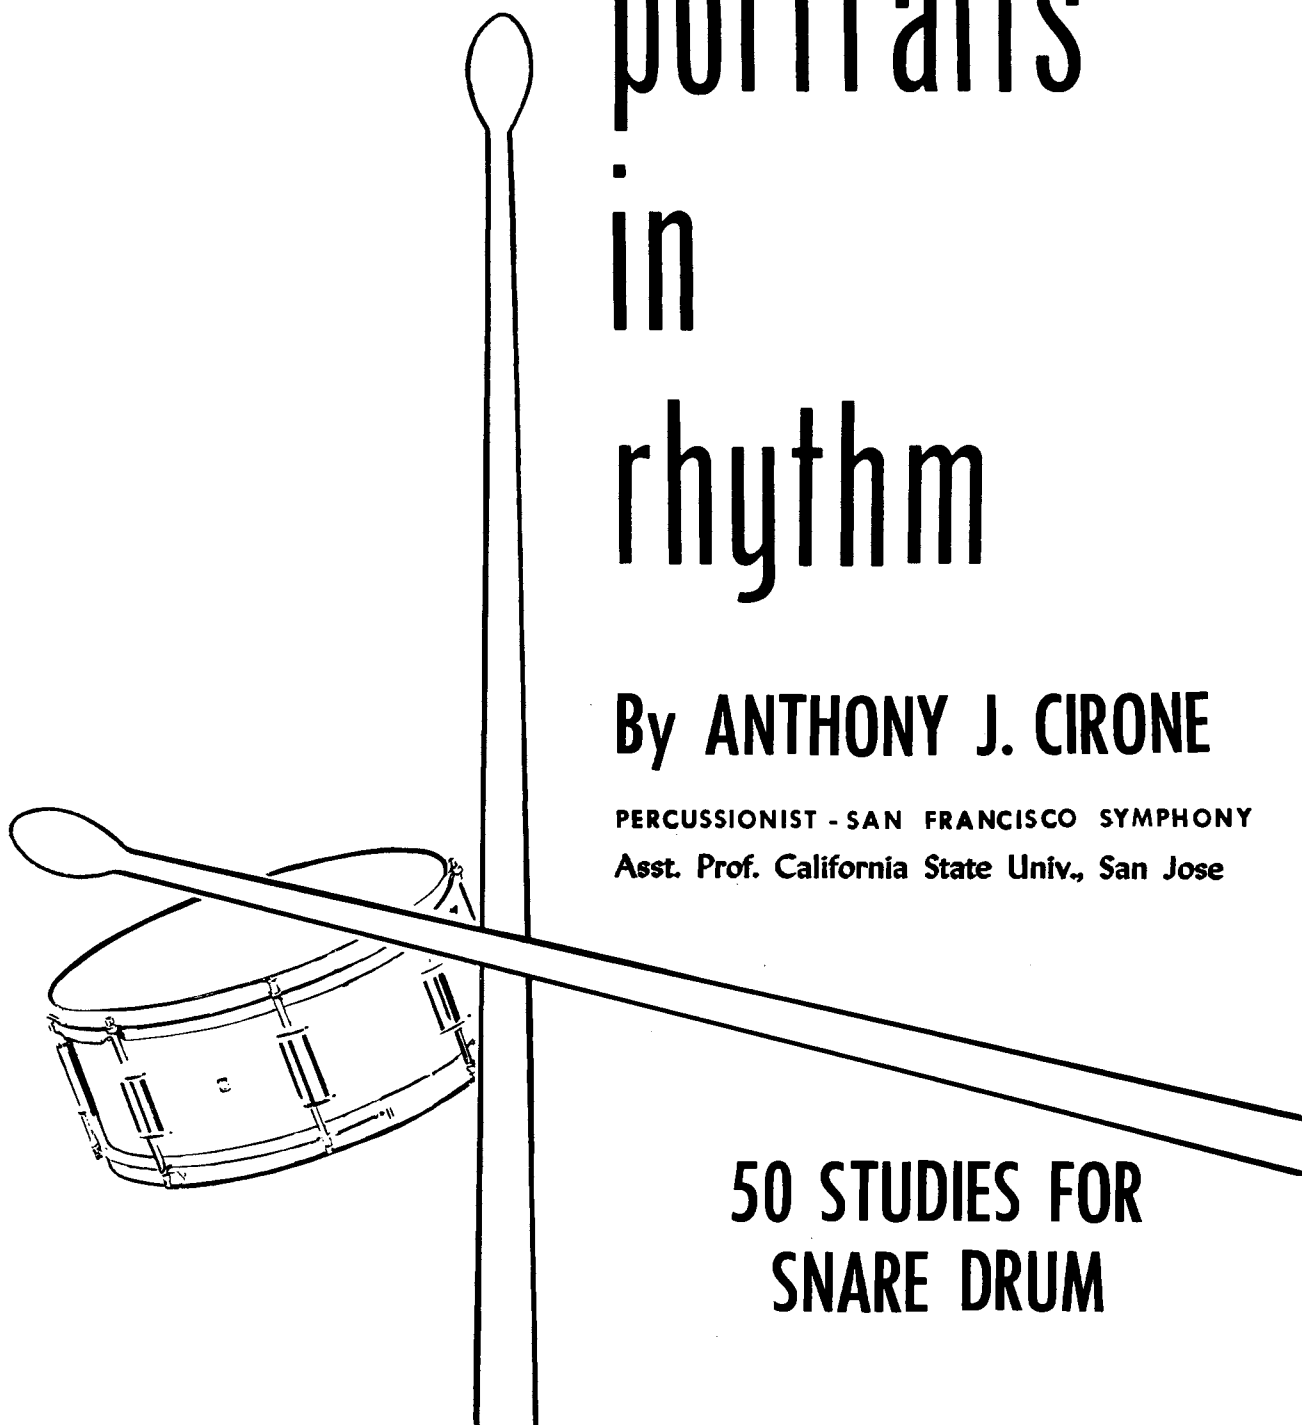 portraits
in
rhythm
By ANTHONY J. CIRONE
PERCUSSIONIST - SAN FRANCISCO SYMPHONY
Asst. Prof. California State Univ., San Jose
50 STUDIES FOR
SNARE DRUM